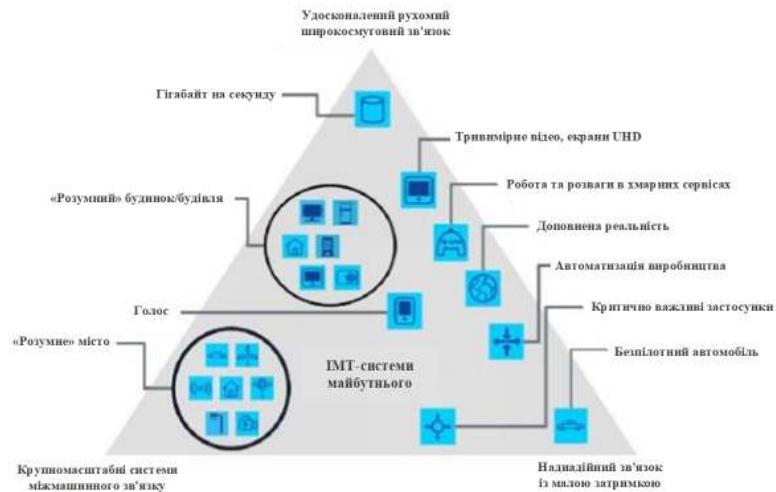 Удосконалений рухомий
широкосмуговий зв'язок
Гігабайт на секунду
Тривимірне відео, екрани UHD
Робота та розваги в хмарних сервісах
«Розумний» будинок/будівля
Доповнена реальність
Автоматизація виробництва
Критично важливі застосунки
Голос
«Розумне» місто
Безпілотний автомобіль
ІМТ-системи
майбутнього
Крупномасштабні системи
міжмашинного зв'язку
Наднадійний зв'язок
із малою затримкою